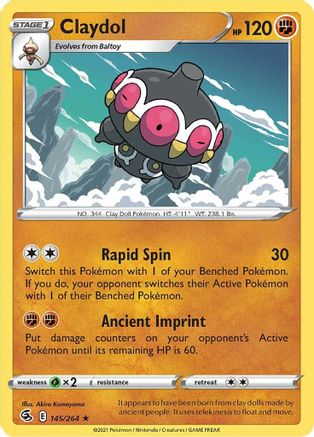 STAGE 1 Claydol HP 120
Evolves from Baltoy
NO. 344 Clay Doll Pokémon HT: 4'11" WT: 238.1 lbs.
Rapid Spin 30
Switch this Pokémon with 1 of your Benched Pokémon.
If you do, your opponent switches their Active Pokémon
with 1 of their Benched Pokémon.
Ancient Imprint
Put damage counters on your opponent's Active
Pokémon until its remaining HP is 60.
weakness ×2 resistance retreat
Illus. Akira Komayama
E 145/264 ★
It appears to have been born from clay dolls made by
ancient people. It uses telekinesis to float and move.
©2021 Pokémon / Nintendo / Creatures / GAME FREAK